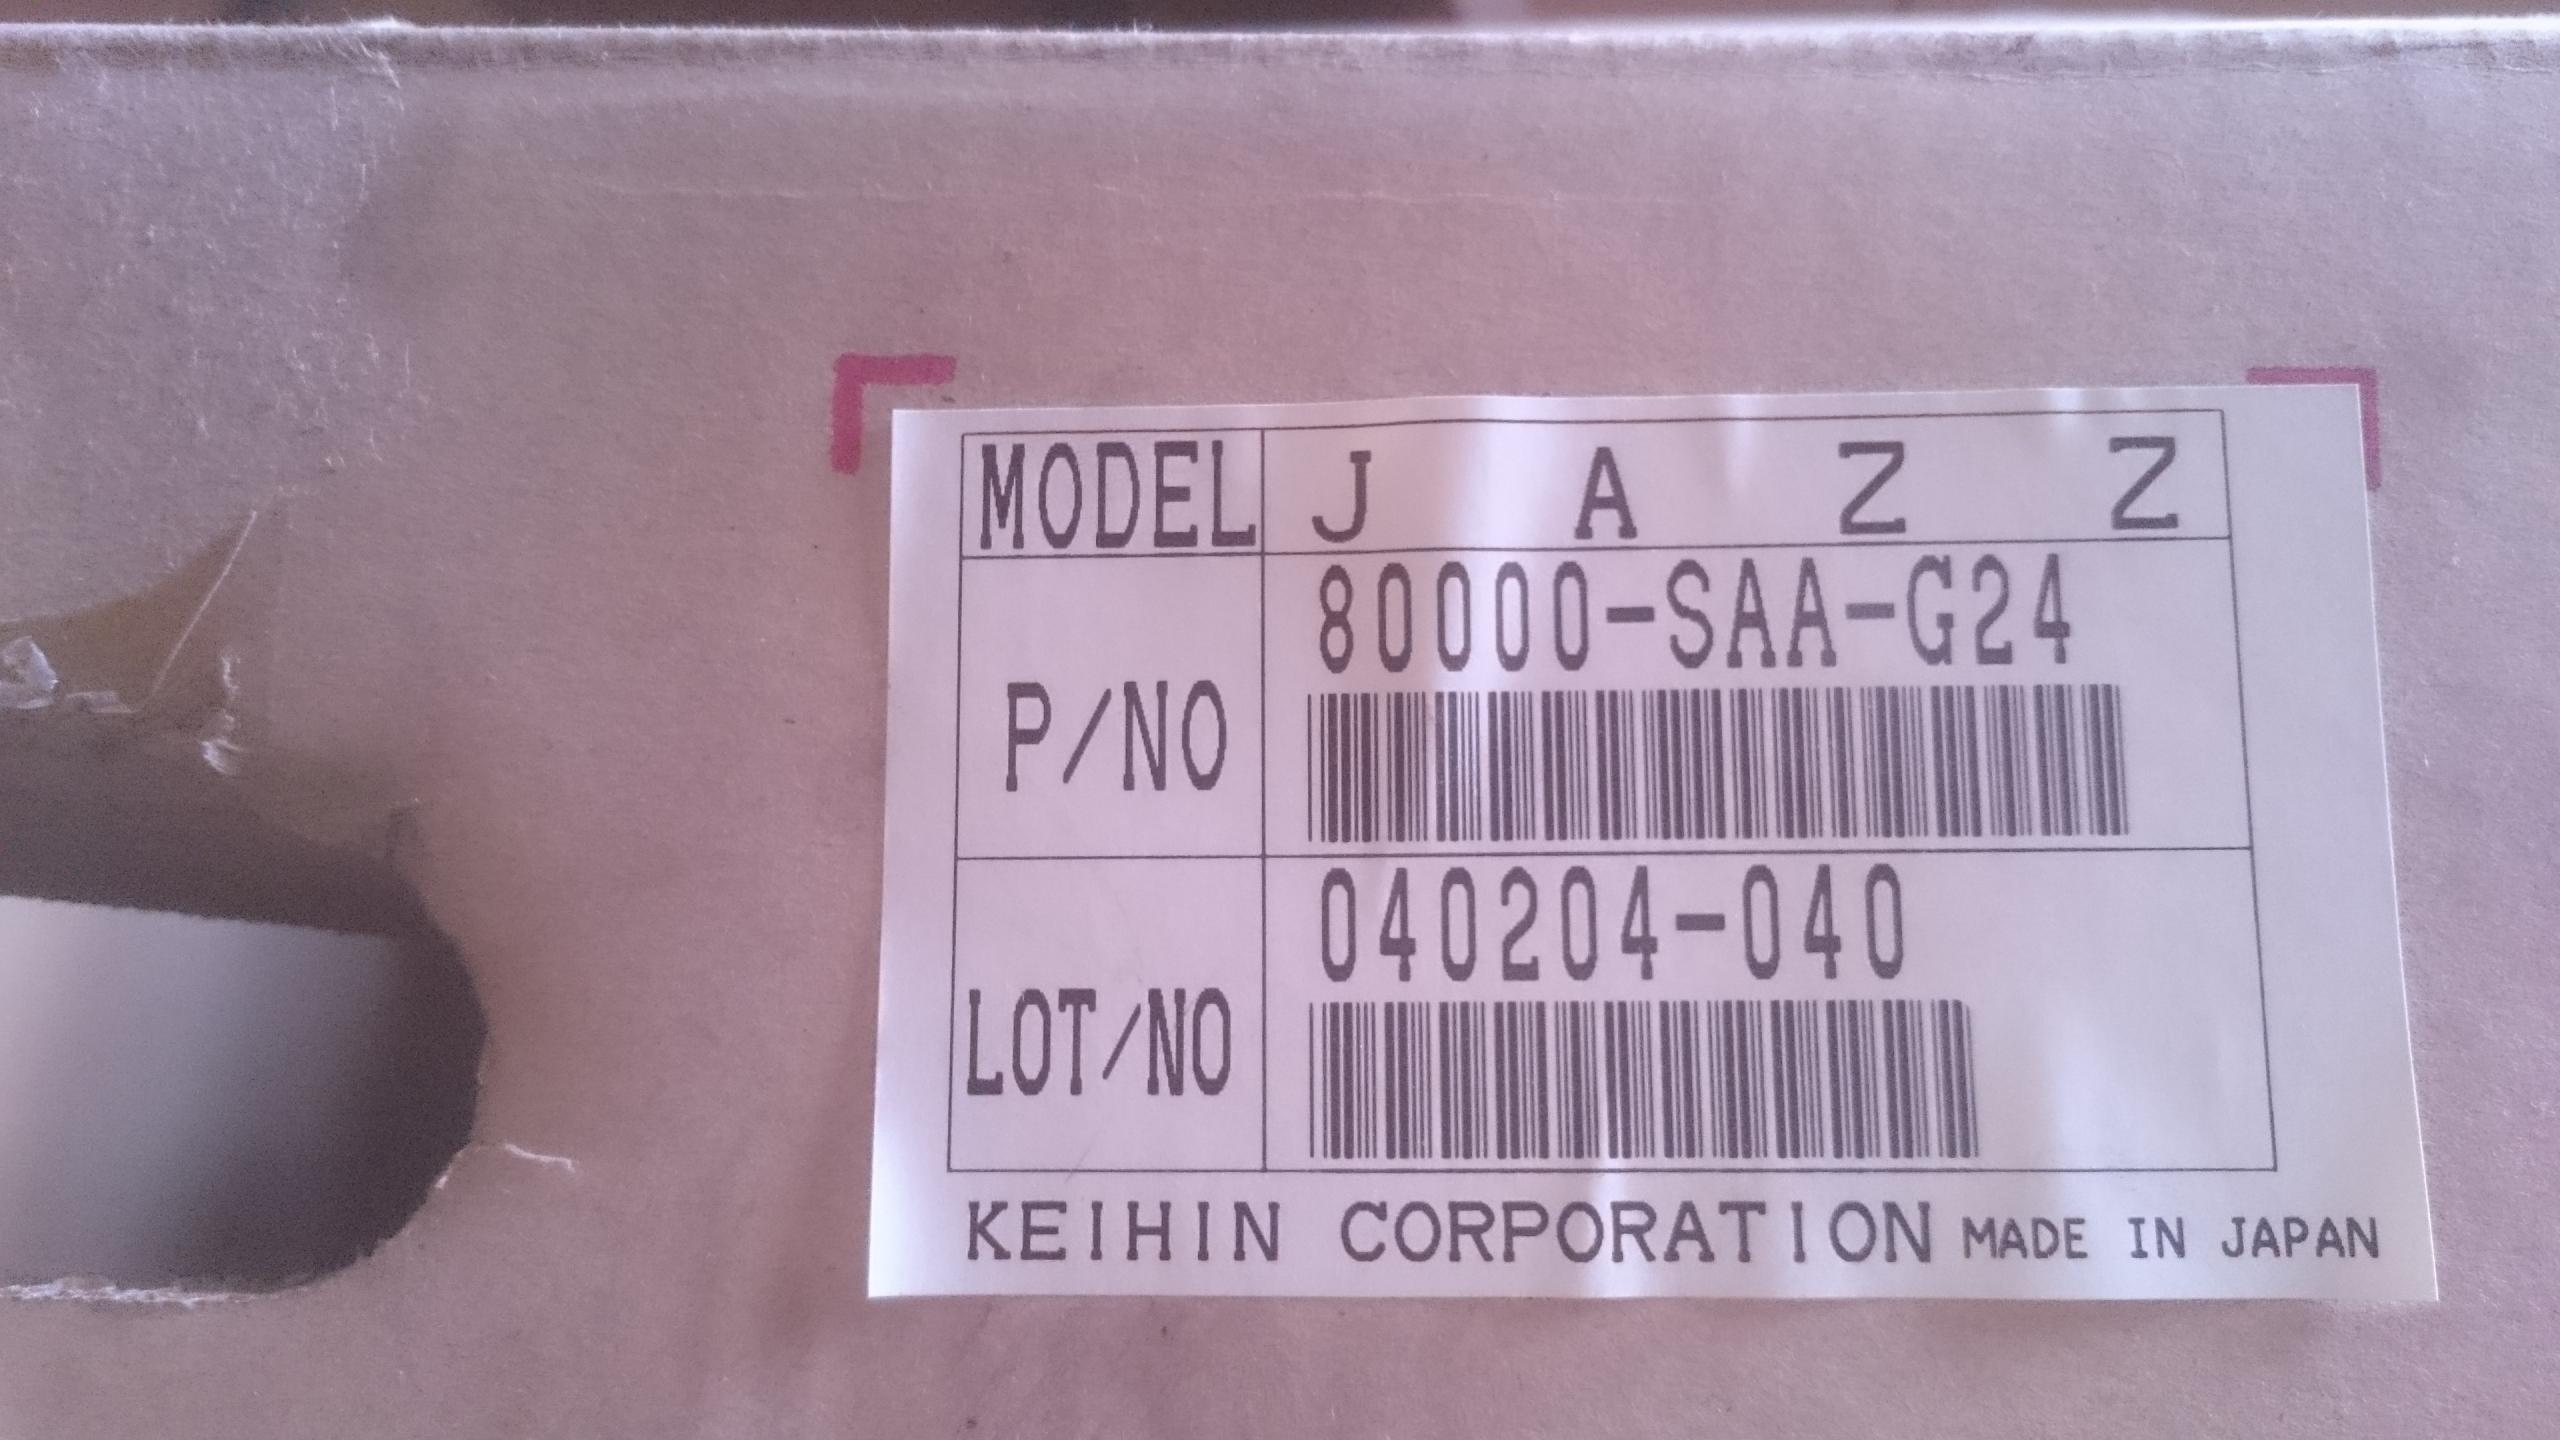 MODEL J A Z Z
P/NO 80000-SAA-G24
LOT/NO 040204-040
KEIHIN CORPORATION MADE IN JAPAN